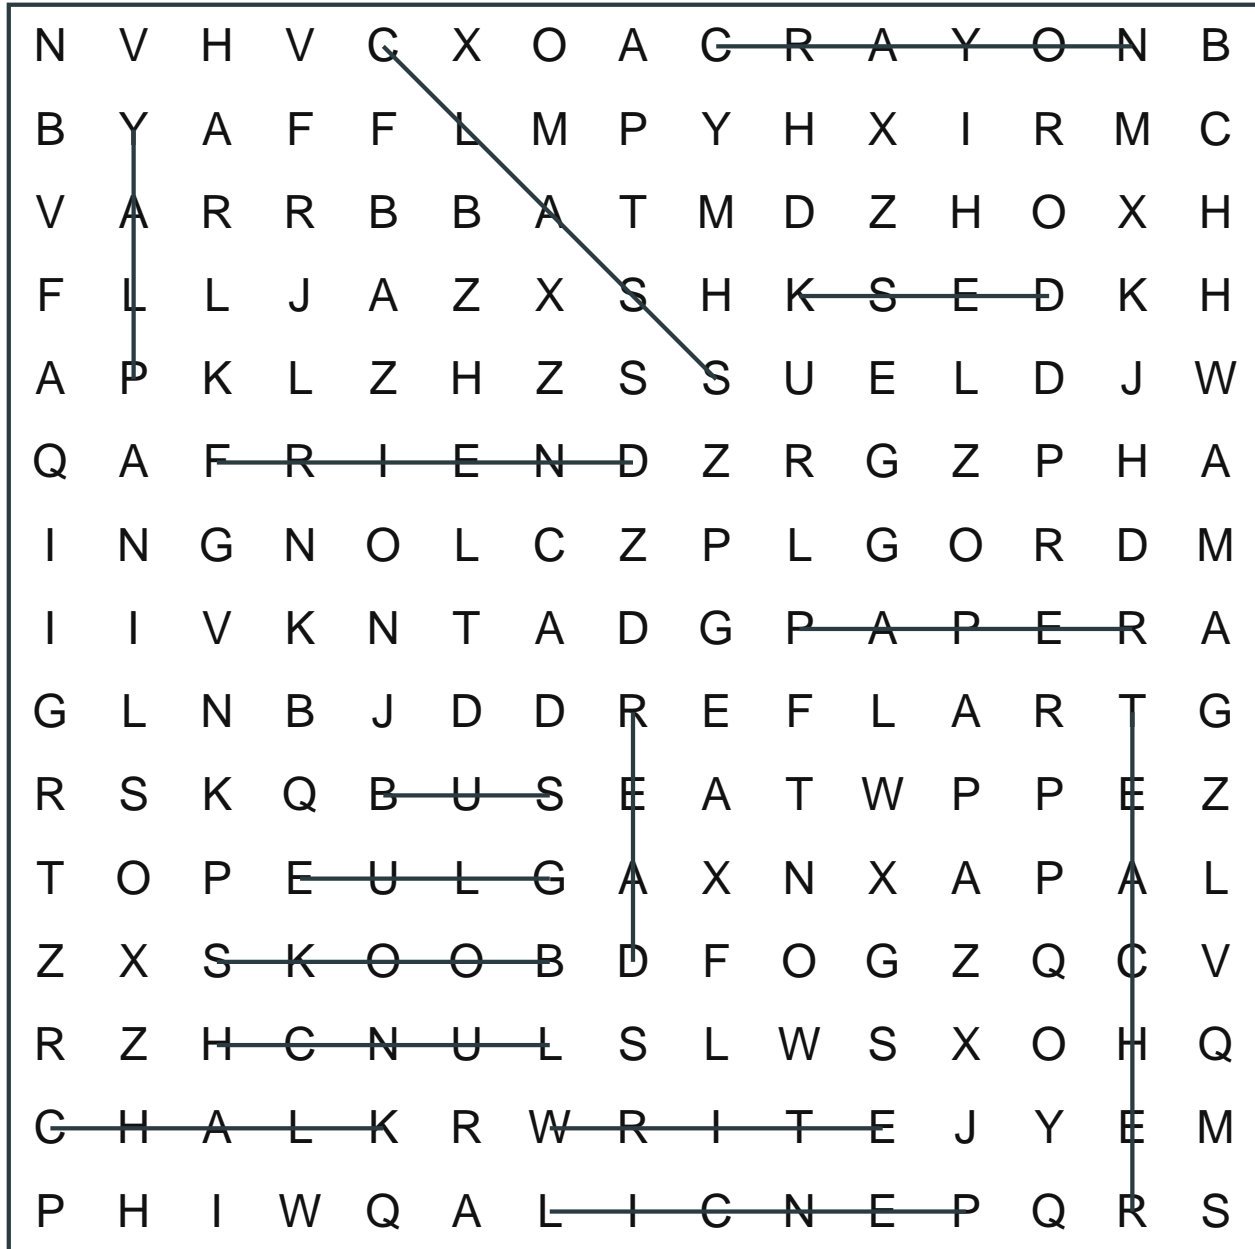 N V H V C X O A C R A Y O N B
B Y A F F L M P Y H X I R M C
V A R R B B A T M D Z H O X H
F L L J A Z X S H K S E D K H
A P K L Z H Z S S U E L D J W
Q A F R I E N D Z R G Z P H A
I N G N O L C Z P L G O R D M
I I V K N T A D G P A P E R A
G L N B J D D R E F L A R T G
R S K Q B U S E A T W P P E Z
T O P E U L G A X N X A P A L
Z X S K O O B D F O G Z Q C V
R Z H C N U L S L W S X O H Q
C H A L K R W R I T E J Y E M
P H I W Q A L I C N E P Q R S